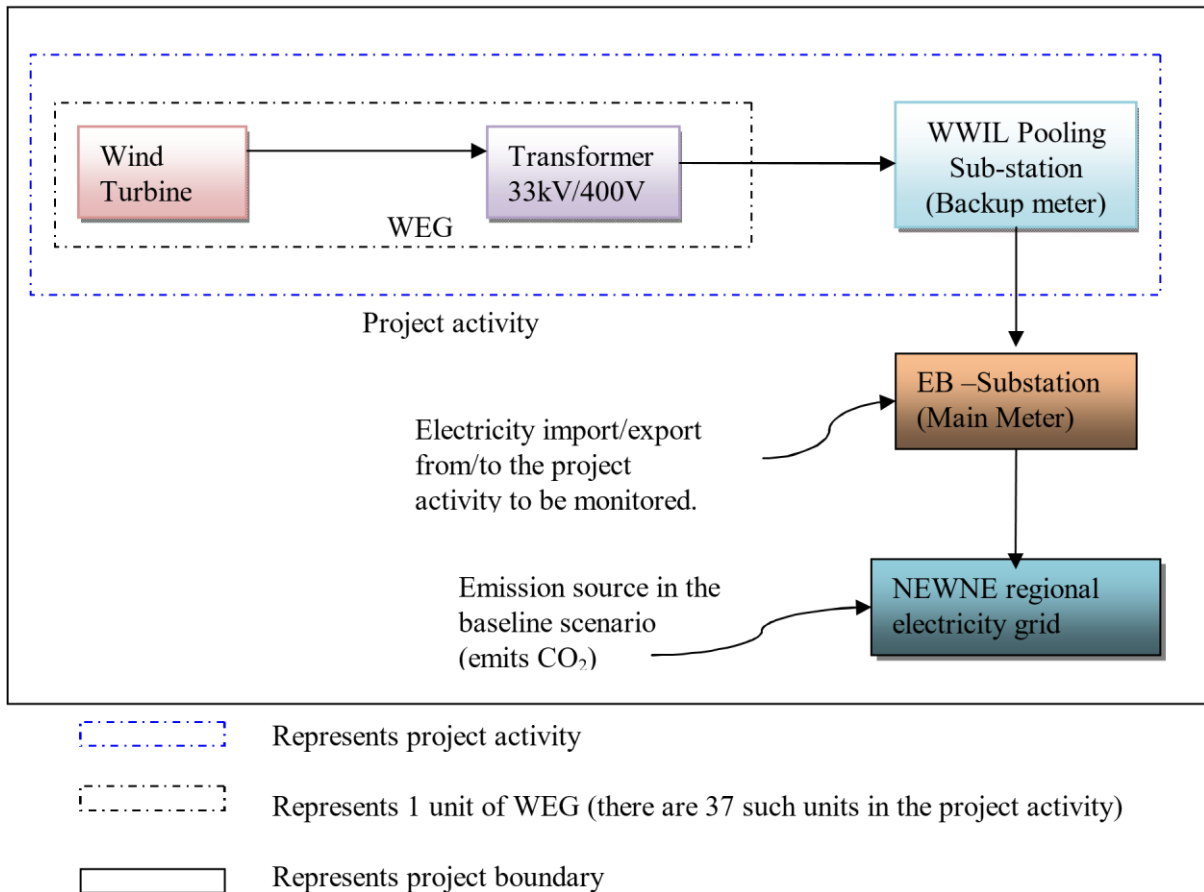 Wind
Turbine
Transformer
33kV/400V
WEG
WWIL Pooling
Sub-station
(Backup meter)
Project activity
EB –Substation
(Main Meter)
Electricity import/export
from/to the project
activity to be monitored.
Emission source in the
baseline scenario
(emits CO₂)
NEWNE regional
electricity grid
Represents project activity
Represents 1 unit of WEG (there are 37 such units in the project activity)
Represents project boundary